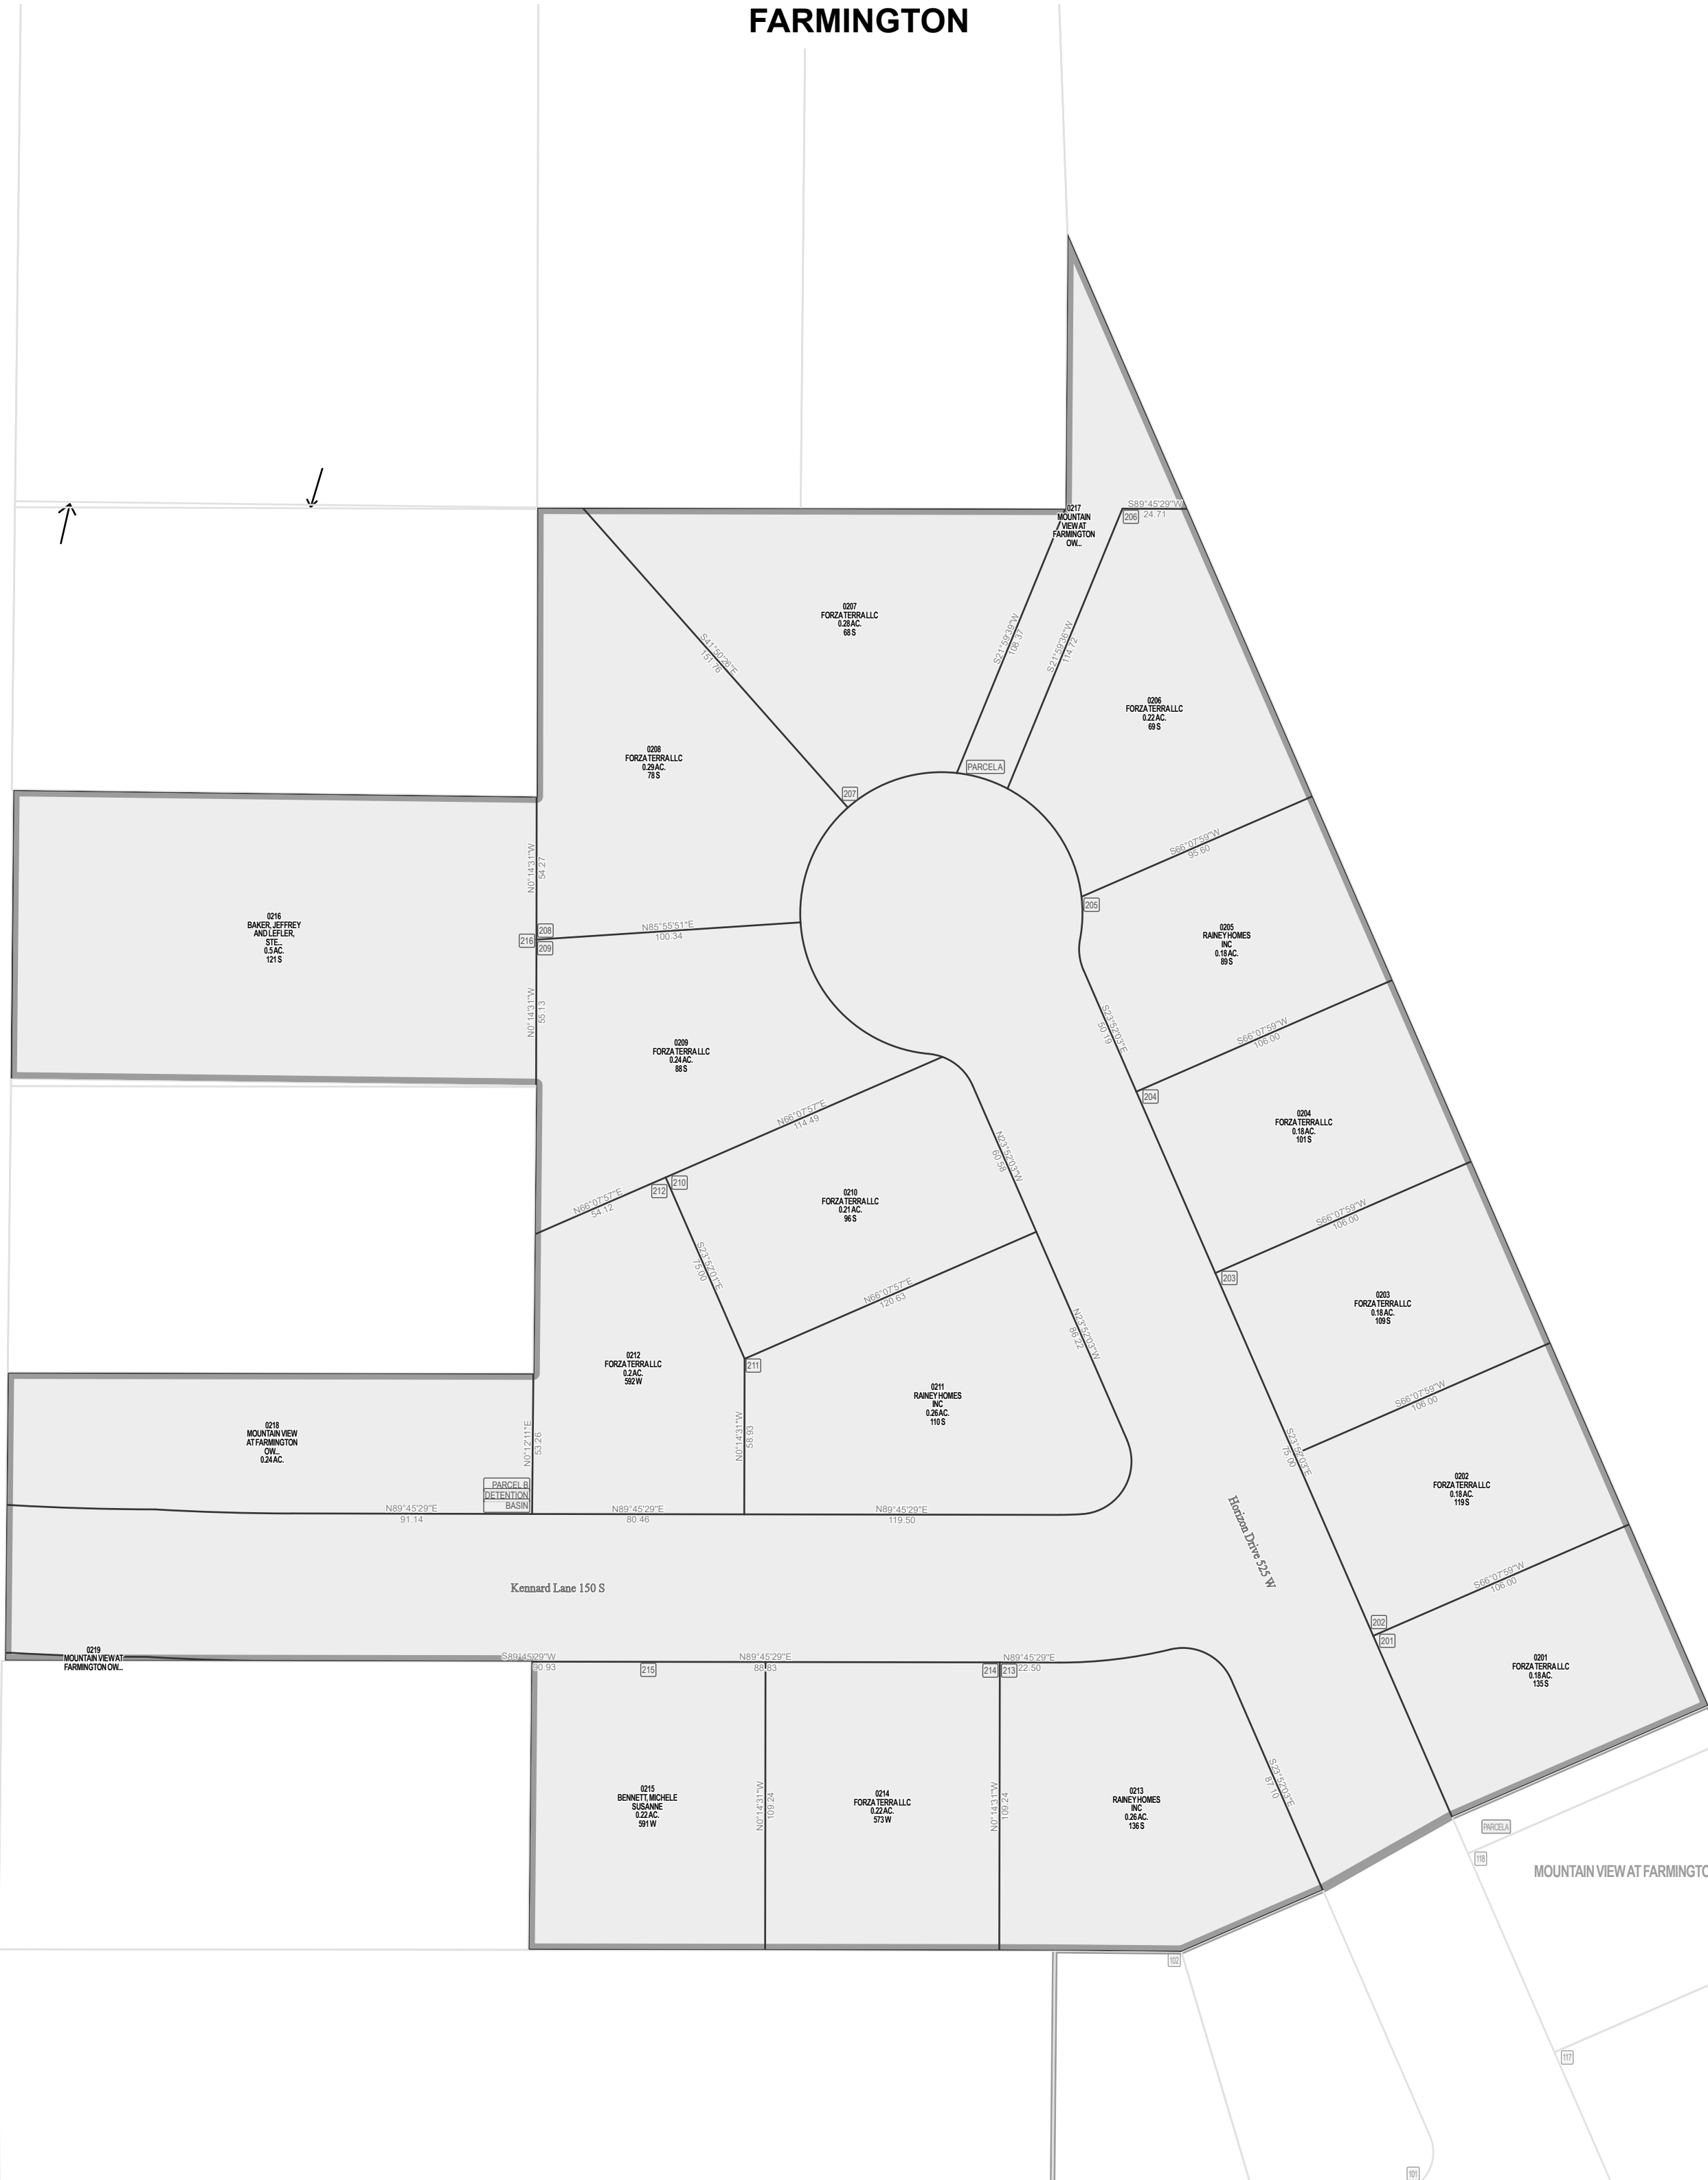 FARMINGTON
S89°45'29"W
24.71
206
0217
MOUNTAIN
VIEW AT
FARMINGTON
OW...
0207
FORZA TERRA LLC
0.28 AC.
68 S
S41°50'26"E
151.76
S21°59'39"W
108.37
S21°59'36"W
114.72
0206
FORZA TERRA LLC
0.22 AC.
69 S
0208
FORZA TERRA LLC
0.29 AC.
78 S
PARCEL A
207
N0°14'31"W
54.27
S66°07'59"W
95.60
205
0216
BAKER, JEFFREY
AND LEFLER,
STE...
0.5 AC.
121 S
208
216
209
N85°55'51"E
100.34
0205
RAINEY HOMES
INC
0.18 AC.
89 S
N0°14'31"W
55.13
S23°52'03"E
50.19
S66°07'59"W
106.00
0209
FORZA TERRA LLC
0.24 AC.
88 S
204
N66°07'57"E
114.49
0204
FORZA TERRA LLC
0.18 AC.
101 S
N23°52'03"W
60.58
210
212
N66°07'57"E
54.12
0210
FORZA TERRA LLC
0.21 AC.
96 S
S66°07'59"W
106.00
S23°52'01"E
75.00
203
N66°07'57"E
120.63
0203
FORZA TERRA LLC
0.18 AC.
109 S
N23°52'03"W
86.22
0212
FORZA TERRA LLC
0.2 AC.
592 W
211
0211
RAINEY HOMES
INC
0.26 AC.
110 S
S66°07'59"W
106.00
0218
MOUNTAIN VIEW
AT FARMINGTON
OW...
0.24 AC.
N0°12'11"E
53.26
N0°14'31"W
58.93
S23°52'03"E
75.00
PARCEL B
DETENTION
BASIN
0202
FORZA TERRA LLC
0.18 AC.
119 S
N89°45'29"E
91.14
N89°45'29"E
80.46
N89°45'29"E
119.50
Horizon Drive 525 W
Kennard Lane 150 S
S66°07'59"W
106.00
202
201
0219
MOUNTAIN VIEW AT
FARMINGTON OW...
S89°45'29"W
90.93
215
N89°45'29"E
88.83
214
213
N89°45'29"E
22.50
0201
FORZA TERRA LLC
0.18 AC.
135 S
0215
BENNETT, MICHELE
SUSANNE
0.22 AC.
591 W
N0°14'31"W
109.24
0214
FORZA TERRA LLC
0.22 AC.
573 W
N0°14'31"W
109.24
0213
RAINEY HOMES
INC
0.26 AC.
136 S
S23°52'03"E
87.10
PARCEL A
118
MOUNTAIN VIEW AT FARMINGTO
102
117
101